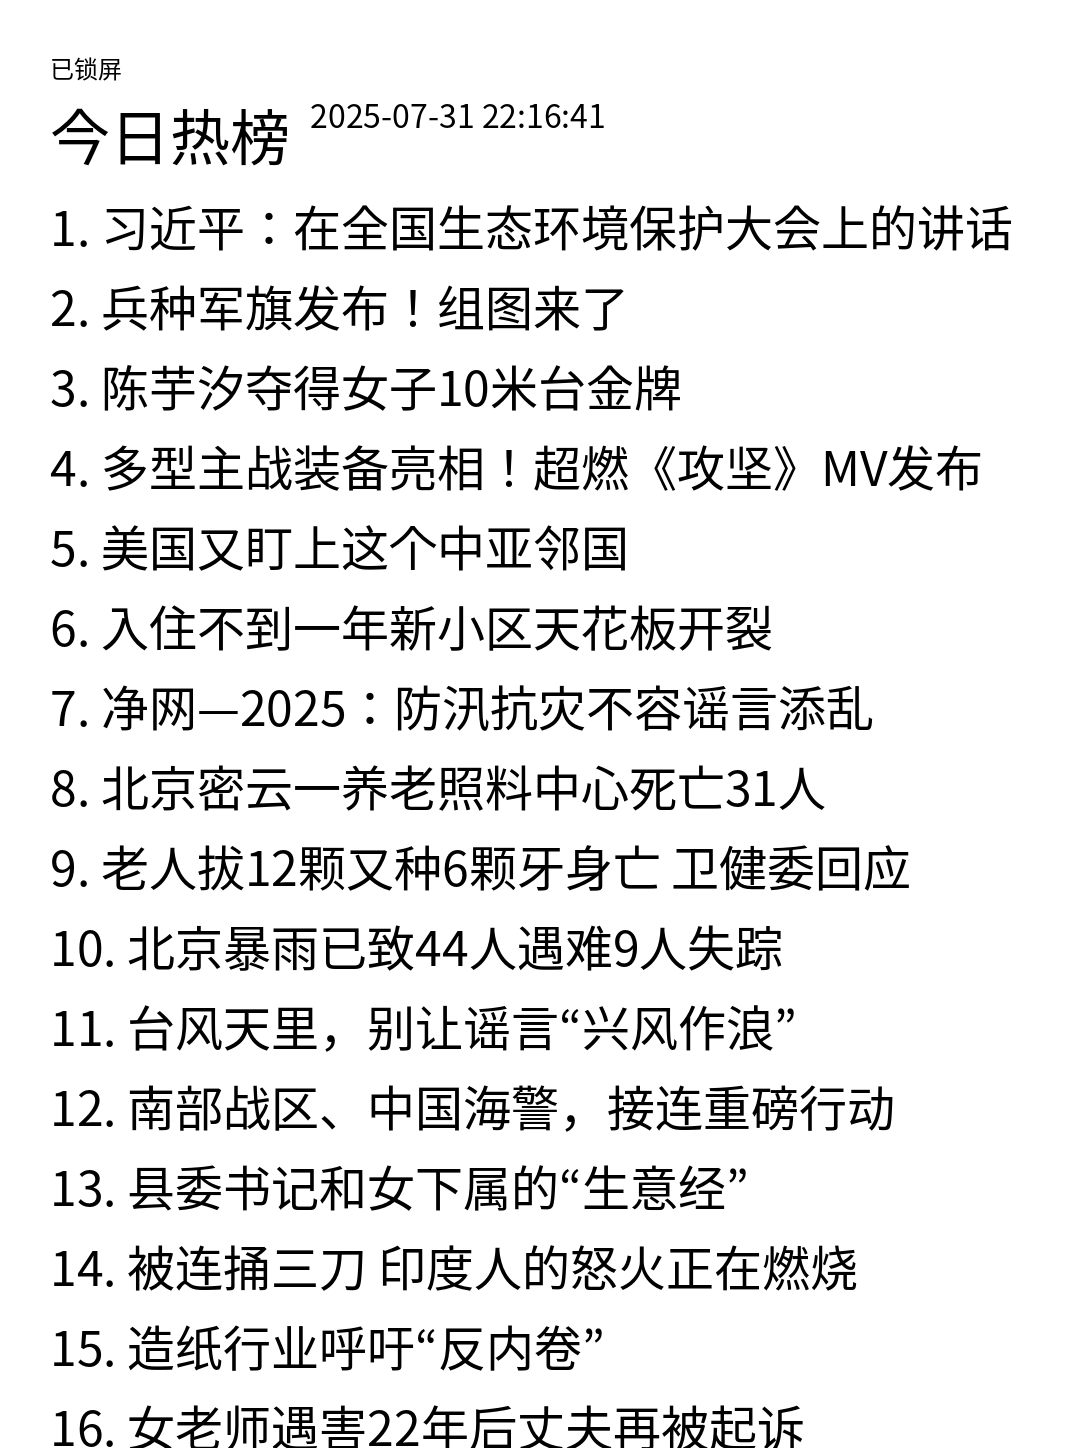 已锁屏
今日热榜 2025-07-31 22:16:41
1. 习近平：在全国生态环境保护大会上的讲话
2. 兵种军旗发布！组图来了
3. 陈芋汐夺得女子10米台金牌
4. 多型主战装备亮相！超燃《攻坚》MV发布
5. 美国又盯上这个中亚邻国
6. 入住不到一年新小区天花板开裂
7. 净网—2025：防汛抗灾不容谣言添乱
8. 北京密云一养老照料中心死亡31人
9. 老人拔12颗又种6颗牙身亡 卫健委回应
10. 北京暴雨已致44人遇难9人失踪
11. 台风天里，别让谣言“兴风作浪”
12. 南部战区、中国海警，接连重磅行动
13. 县委书记和女下属的“生意经”
14. 被连捅三刀 印度人的怒火正在燃烧
15. 造纸行业呼吁“反内卷”
16. 女老师遇害22年后丈夫再被起诉